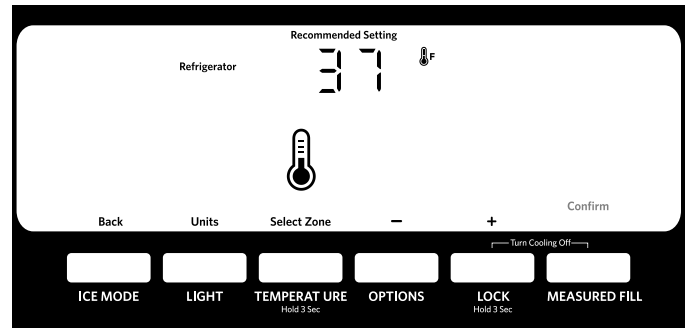 Recommended Setting
Refrigerator 37 F
Back Units Select Zone – + Confirm
Turn Cooling Off
ICE MODE LIGHT TEMPERAT URE OPTIONS LOCK MEASURED FILL
Hold 3 Sec Hold 3 Sec